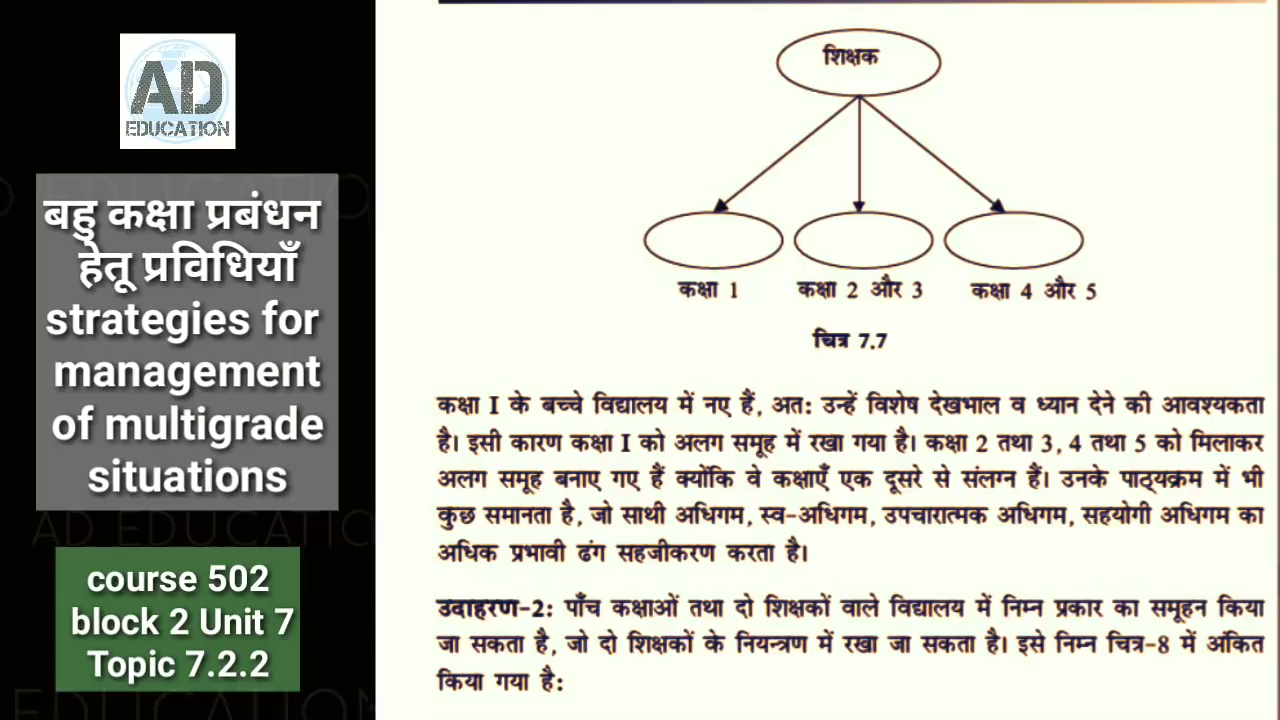 AD
EDUCATION
बहु कक्षा प्रबंधन
हेतू प्रविधियाँ
strategies for
management
of multigrade
situations
course 502
block 2 Unit 7
Topic 7.2.2
शिक्षक
कक्षा 1
कक्षा 2 और 3
कक्षा 4 और 5
चित्र 7.7
कक्षा I के बच्चे विद्यालय में नए हैं, अत: उन्हें विशेष देखभाल व ध्यान देने की आवश्यकता
है। इसी कारण कक्षा I को अलग समूह में रखा गया है। कक्षा 2 तथा 3, 4 तथा 5 को मिलाकर
अलग समूह बनाए गए हैं क्योंकि वे कक्षाएँ एक दूसरे से संलग्न हैं। उनके पाठ्यक्रम में भी
कुछ समानता है, जो साथी अधिगम, स्व-अधिगम, उपचारात्मक अधिगम, सहयोगी अधिगम का
अधिक प्रभावी ढंग सहजीकरण करता है।
उदाहरण-2: पाँच कक्षाओं तथा दो शिक्षकों वाले विद्यालय में निम्न प्रकार का समूहन किया
जा सकता है, जो दो शिक्षकों के नियन्त्रण में रखा जा सकता है। इसे निम्न चित्र-8 में अंकित
किया गया है:
AD EDUCATION